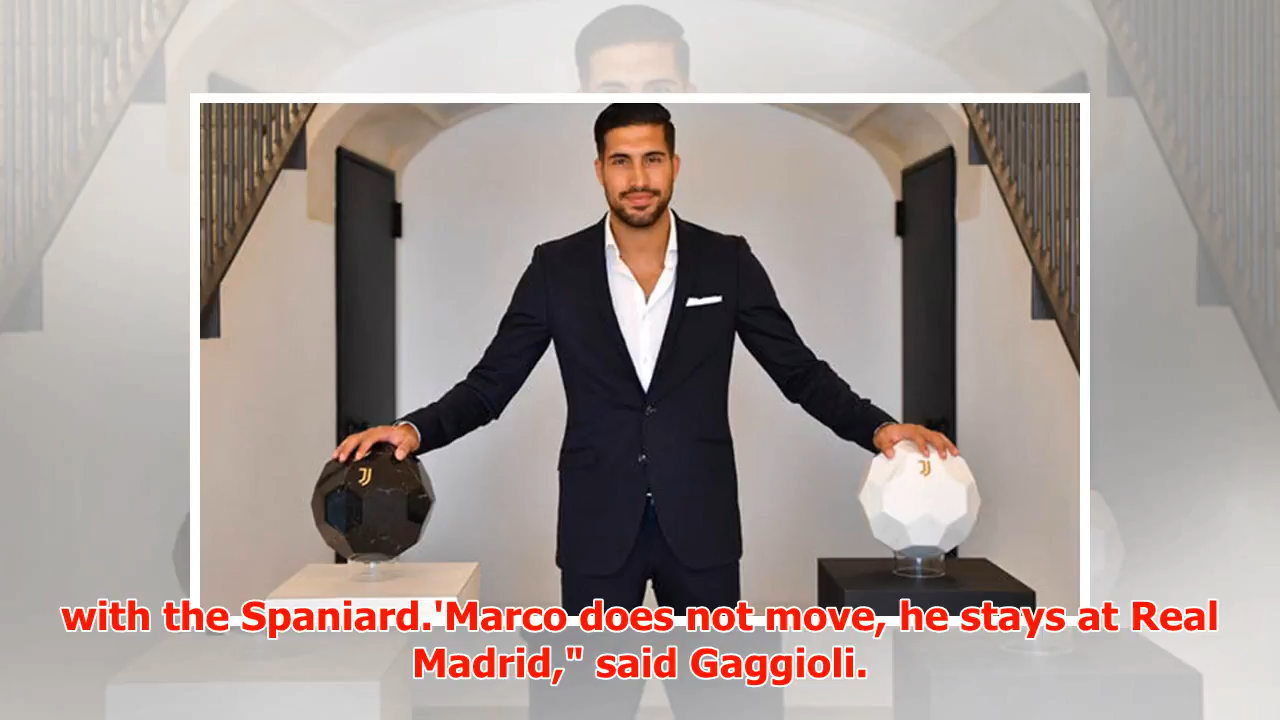 with the Spaniard.'Marco does not move, he stays at Real
Madrid," said Gaggioli.